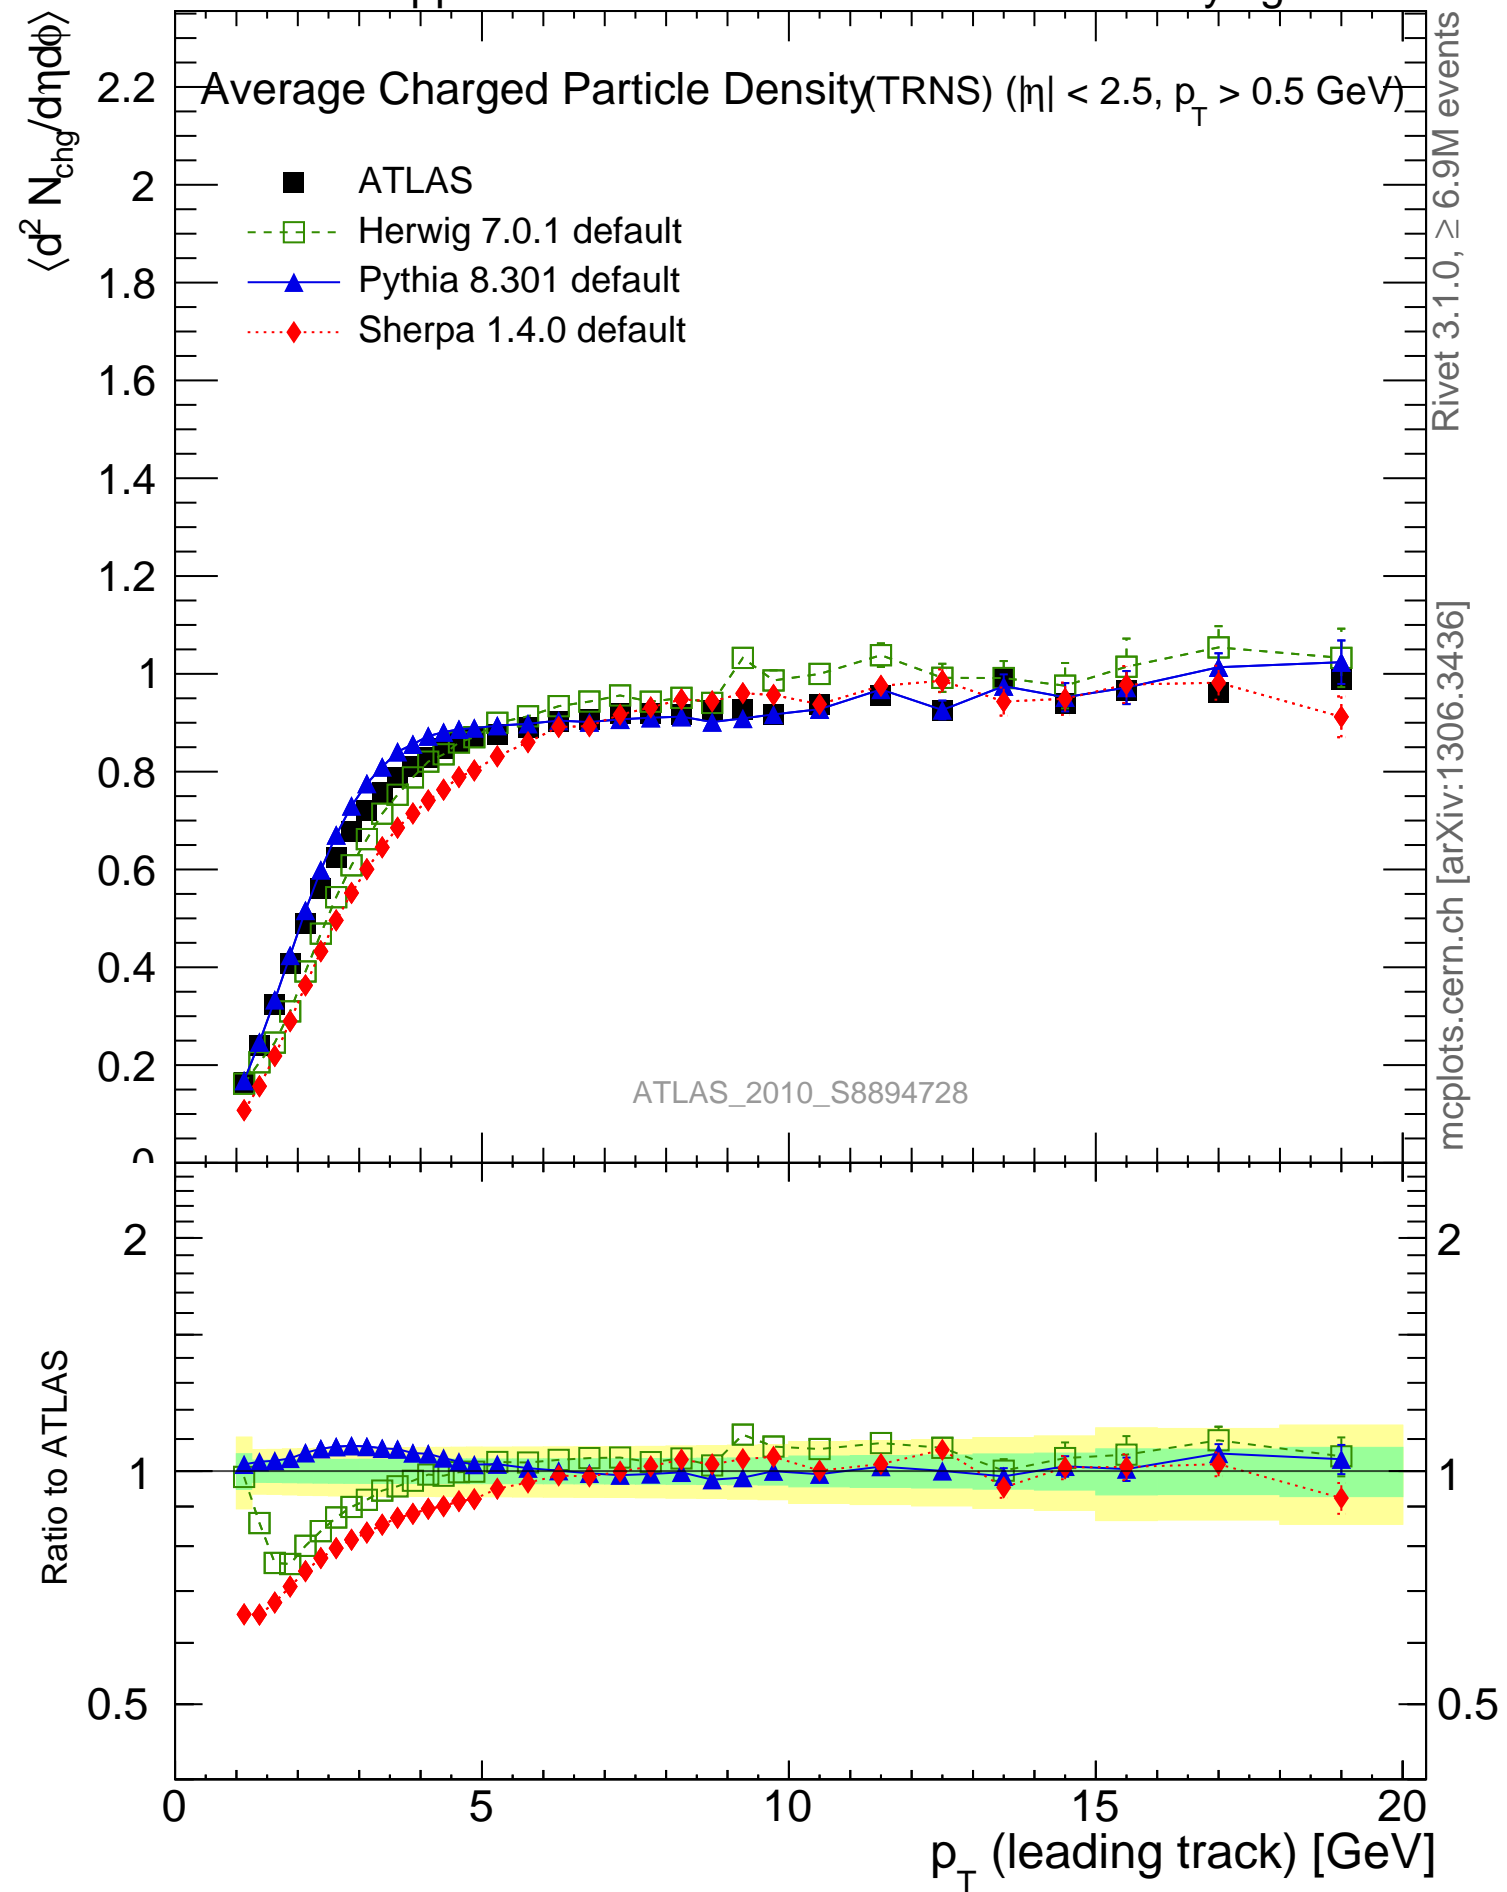 pp
ying
⟨d² N_chg/dηdϕ⟩
Average Charged Particle Density(TRNS) (|η| < 2.5, p_T > 0.5 GeV)
ATLAS
Herwig 7.0.1 default
Pythia 8.301 default
Sherpa 1.4.0 default
2.2
2
1.8
1.6
1.4
1.2
1
0.8
0.6
0.4
0.2
0
ATLAS_2010_S8894728
Rivet 3.1.0, ≥ 6.9M events
mcplots.cern.ch [arXiv:1306.3436]
Ratio to ATLAS
2
1
0.5
2
1
0.5
0 5 10 15 20
p_T (leading track) [GeV]